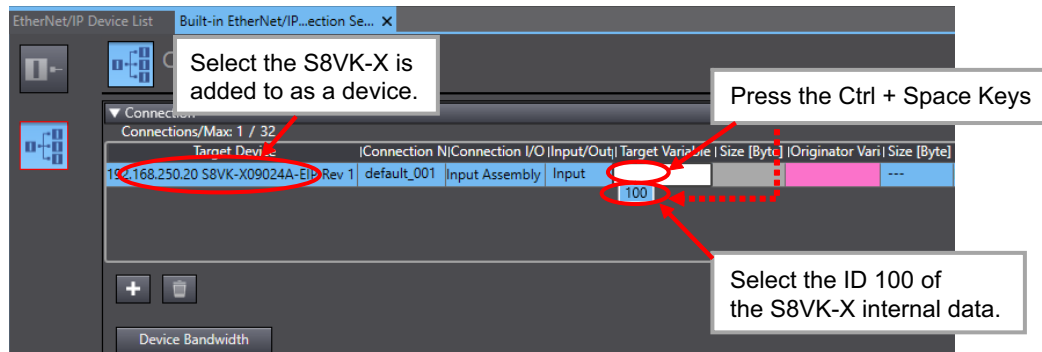 EtherNet/IP Device List
Built-in EtherNet/IP...ection Se... X
Select the S8VK-X is
added to as a device.
Press the Ctrl + Space Keys
▼ Connection
Connections/Max: 1 / 32
Target Device |Connection N|Connection I/O|Input/Out| Target Variable |Size [Byte] |Originator Vari|Size [Byte]
192.168.250.20 S8VK-X09024A-EIP Rev 1 default_001 Input Assembly Input ---
100
Select the ID 100 of
the S8VK-X internal data.
+
Device Bandwidth